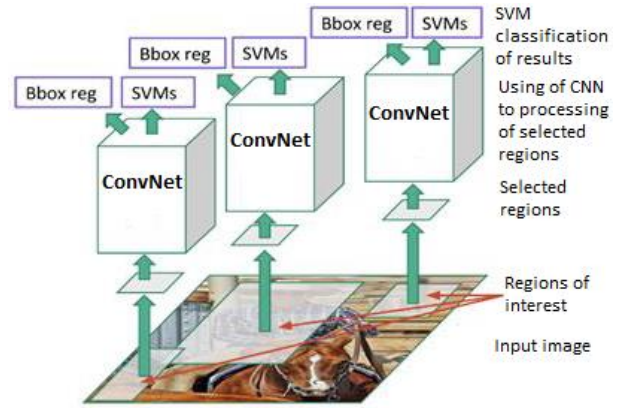 Bbox reg SVMs
SVM
classification
of results
Bbox reg SVMs
Bbox reg SVMs
Using of CNN
to processing
of selected
regions
ConvNet
ConvNet
ConvNet
Selected
regions
Regions of
interest
Input image